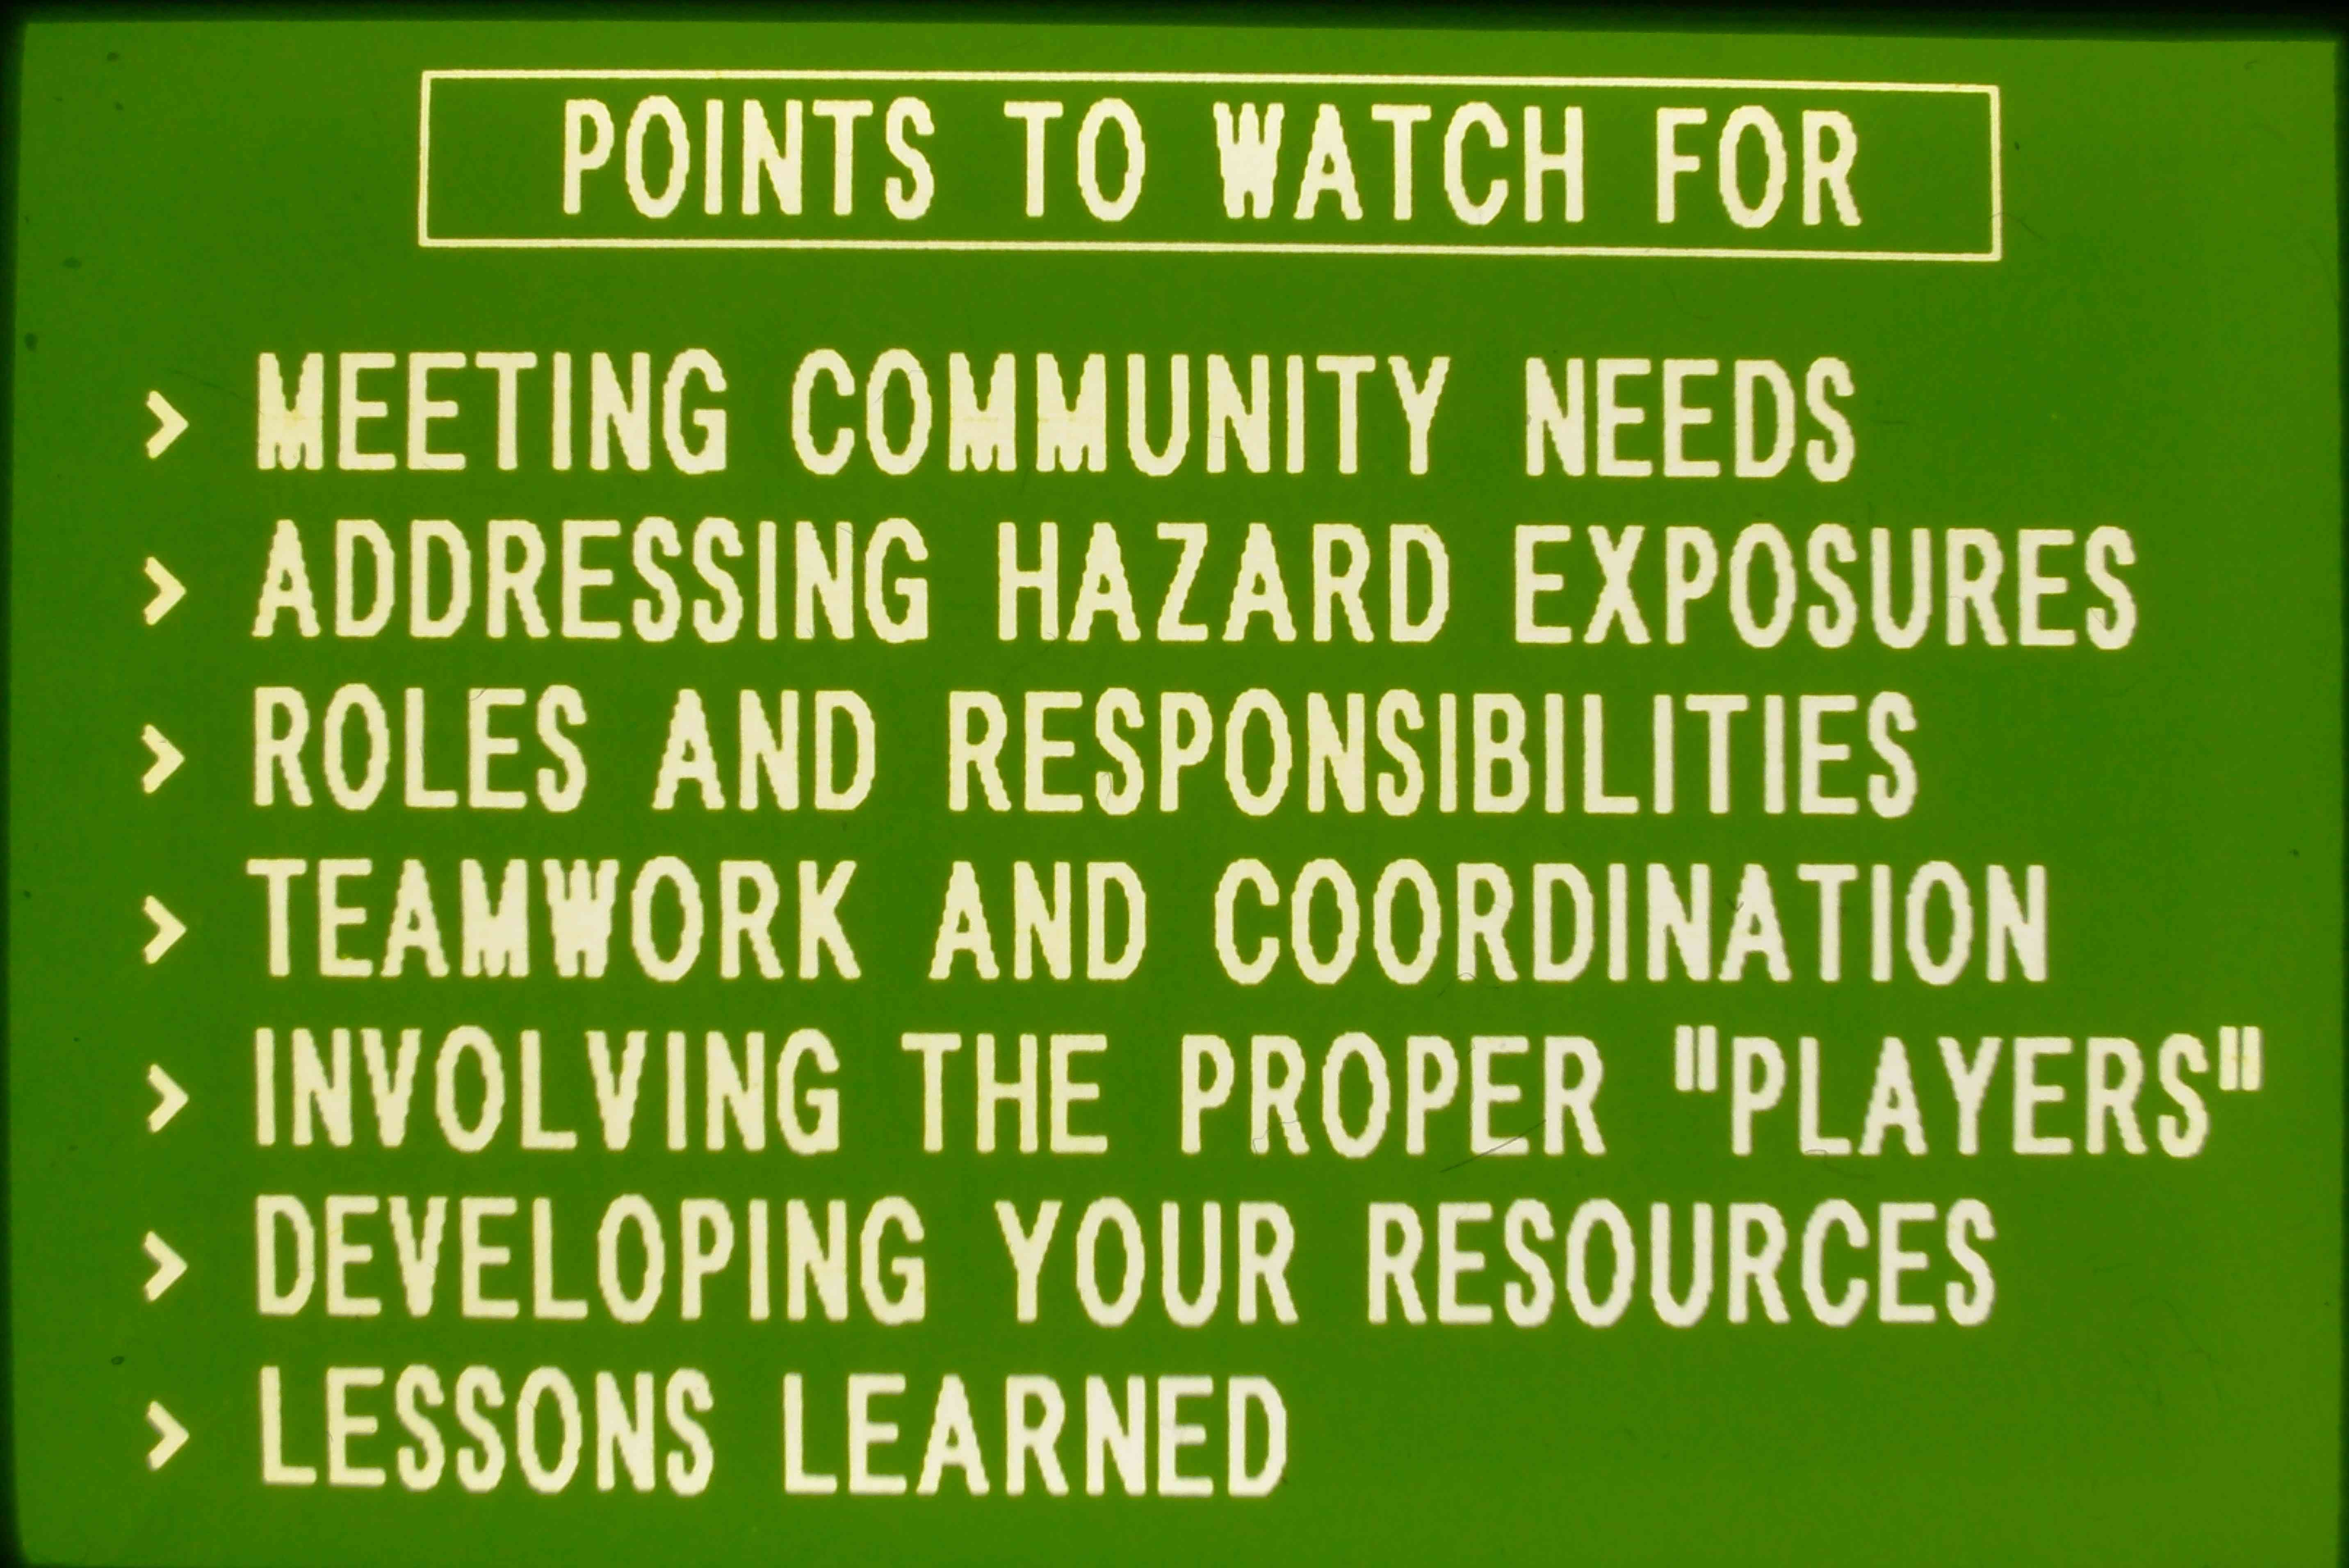 POINTS TO WATCH FOR
> MEETING COMMUNITY NEEDS
> ADDRESSING HAZARD EXPOSURES
> ROLES AND RESPONSIBILITIES
> TEAMWORK AND COORDINATION
> INVOLVING THE PROPER "PLAYERS"
> DEVELOPING YOUR RESOURCES
> LESSONS LEARNED